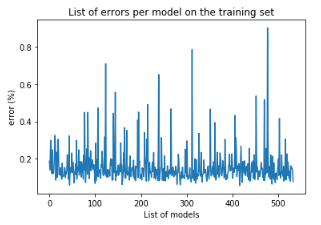 List of errors per model on the training set
error (%)
0.8
0.6
0.4
0.2
0 100 200 300 400 500
List of models